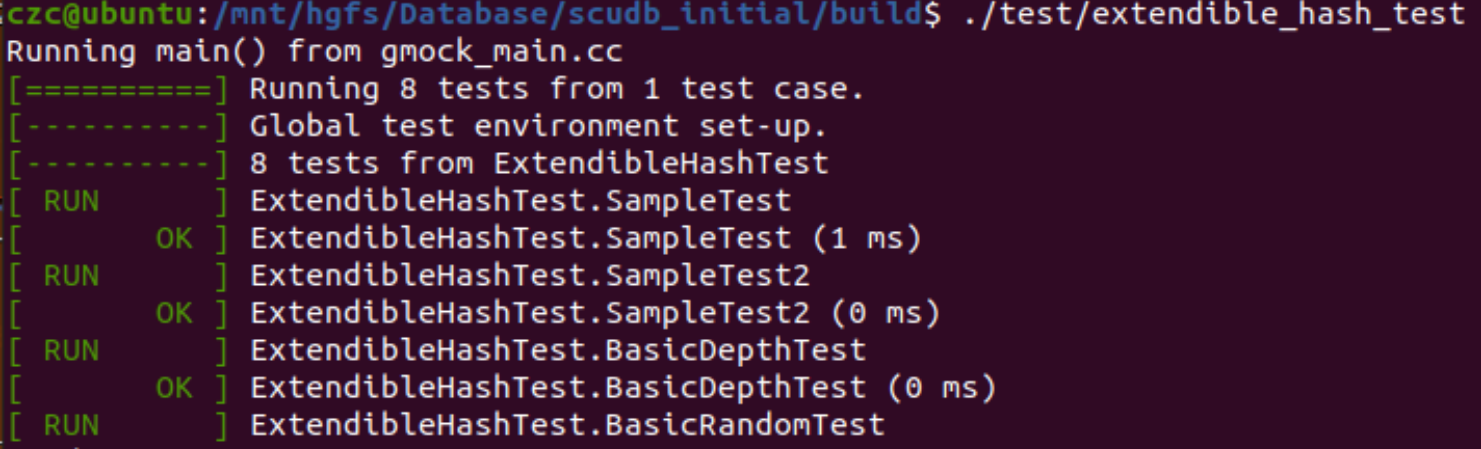 czc@ubuntu:/mnt/hgfs/Database/scudb_initial/build$ ./test/extendible_hash_test
Running main() from gmock_main.cc
[==========] Running 8 tests from 1 test case.
[----------] Global test environment set-up.
[----------] 8 tests from ExtendibleHashTest
[ RUN      ] ExtendibleHashTest.SampleTest
[       OK ] ExtendibleHashTest.SampleTest (1 ms)
[ RUN      ] ExtendibleHashTest.SampleTest2
[       OK ] ExtendibleHashTest.SampleTest2 (0 ms)
[ RUN      ] ExtendibleHashTest.BasicDepthTest
[       OK ] ExtendibleHashTest.BasicDepthTest (0 ms)
[ RUN      ] ExtendibleHashTest.BasicRandomTest